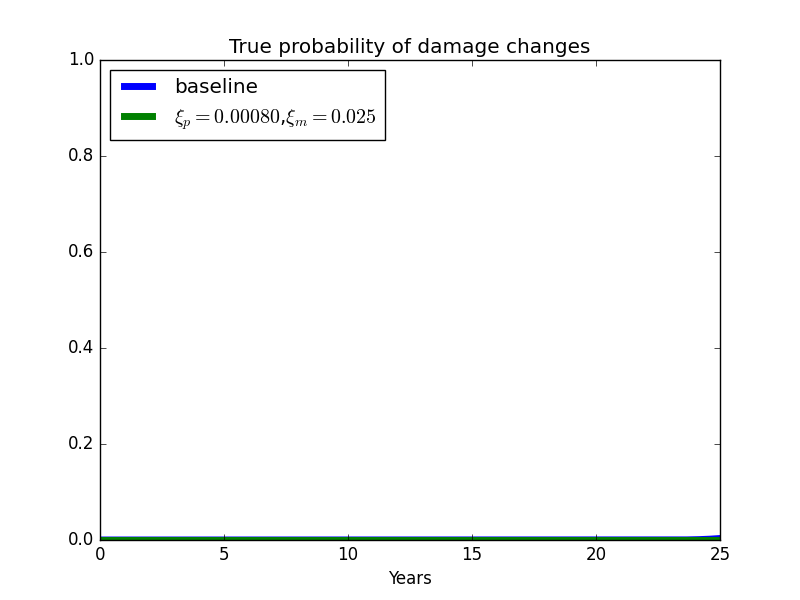 True probability of damage changes
baseline
ξₚ = 0.00080,ξₘ = 0.025
1.0
0.8
0.6
0.4
0.2
0.0
0 5 10 15 20 25
Years